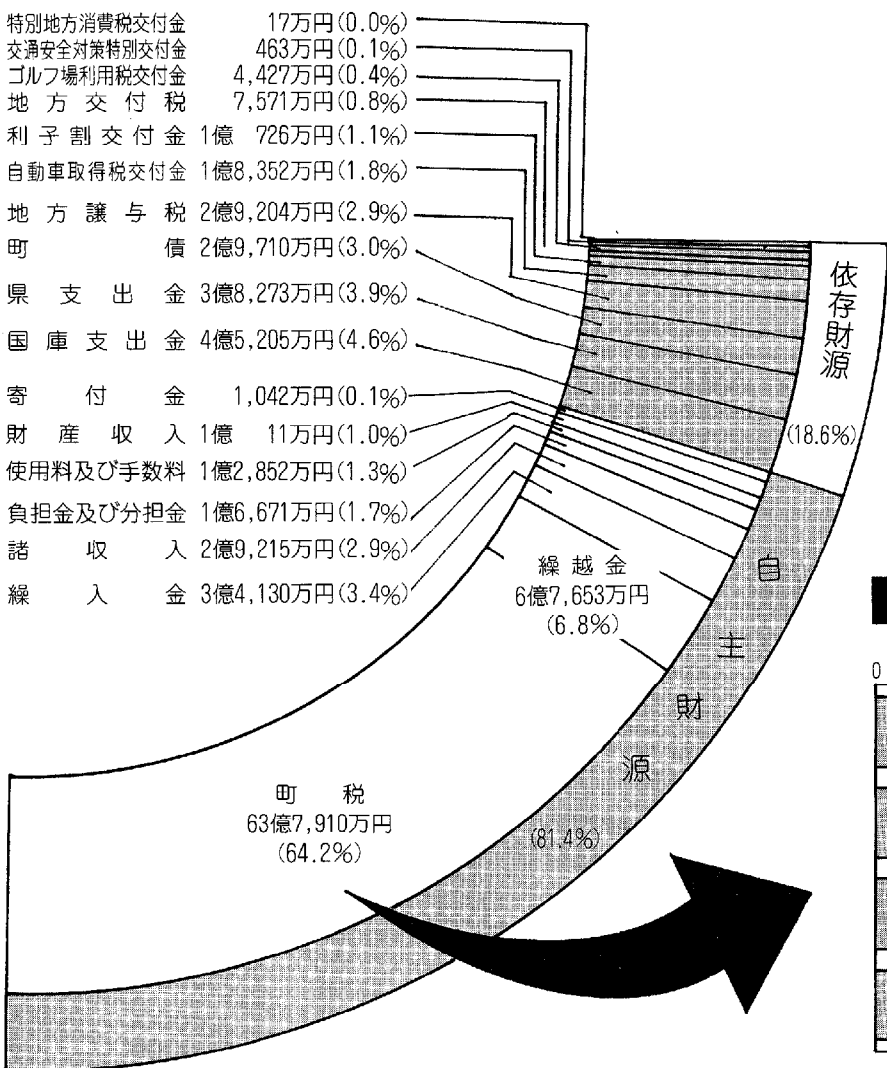 特別地方消費税交付金 17万円(0.0%)
交通安全対策特別交付金 463万円(0.1%)
ゴルフ場利用税交付金 4,427万円(0.4%)
地方交付税 7,571万円(0.8%)
利子割交付金 1億 726万円(1.1%)
自動車取得税交付金 1億8,352万円(1.8%)
地方譲与税 2億9,204万円(2.9%)
町債 2億9,710万円(3.0%)
県支出金 3億8,273万円(3.9%)
国庫支出金 4億5,205万円(4.6%)
寄付金 1,042万円(0.1%)
財産収入 1億 11万円(1.0%)
使用料及び手数料 1億2,852万円(1.3%)
負担金及び分担金 1億6,671万円(1.7%)
諸収入 2億9,215万円(2.9%)
繰入金 3億4,130万円(3.4%)
依存財源
(18.6%)
繰越金
6億7,653万円
(6.8%)
自主財源
(81.4%)
町税
63億7,910万円
(64.2%)
0